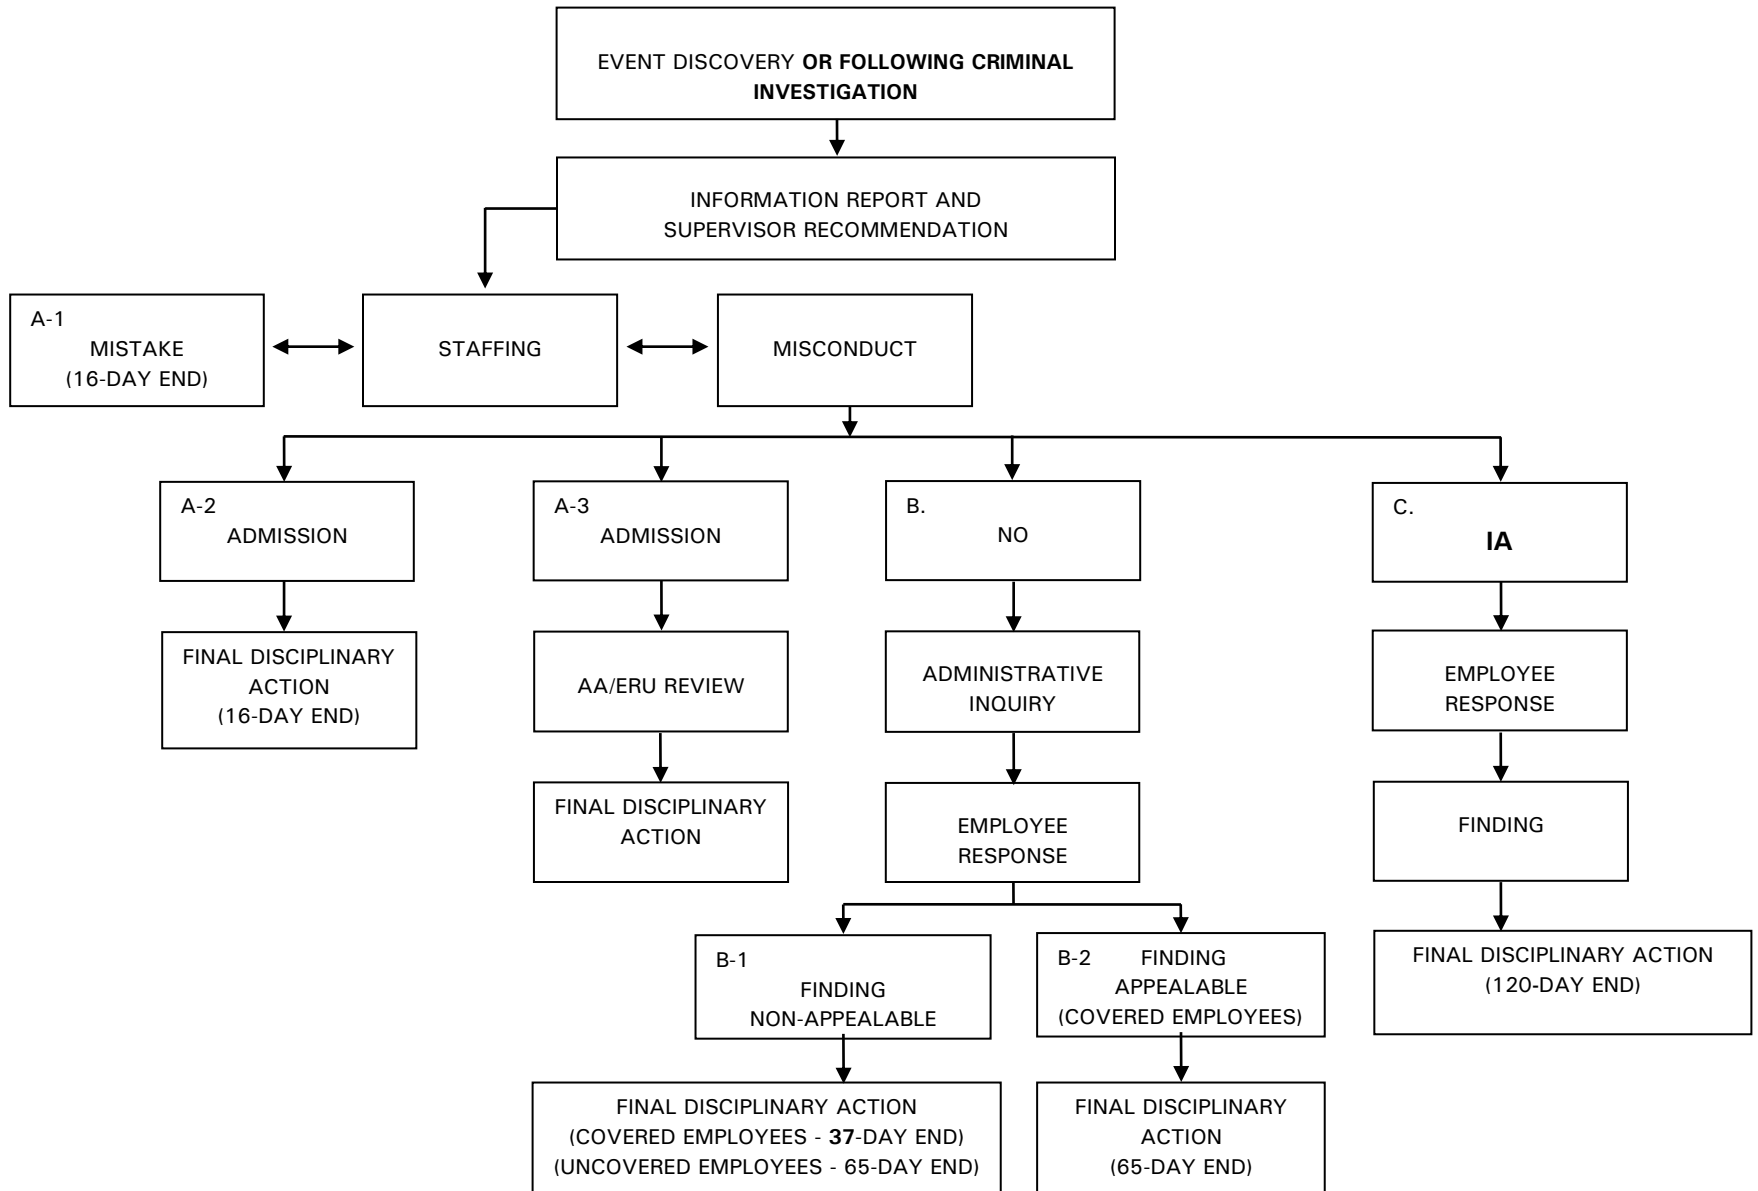 EVENT DISCOVERY OR FOLLOWING CRIMINAL
INVESTIGATION
INFORMATION REPORT AND
SUPERVISOR RECOMMENDATION
A-1
MISTAKE
(16-DAY END)
STAFFING
MISCONDUCT
A-2
ADMISSION
A-3
ADMISSION
B.
NO
C.
IA
FINAL DISCIPLINARY
ACTION
(16-DAY END)
AA/ERU REVIEW
ADMINISTRATIVE
INQUIRY
EMPLOYEE
RESPONSE
FINAL DISCIPLINARY
ACTION
EMPLOYEE
RESPONSE
FINDING
B-1
FINDING
NON-APPEALABLE
B-2 FINDING
APPEALABLE
(COVERED EMPLOYEES)
FINAL DISCIPLINARY ACTION
(120-DAY END)
FINAL DISCIPLINARY ACTION
(COVERED EMPLOYEES - 37-DAY END)
(UNCOVERED EMPLOYEES - 65-DAY END)
FINAL DISCIPLINARY
ACTION
(65-DAY END)